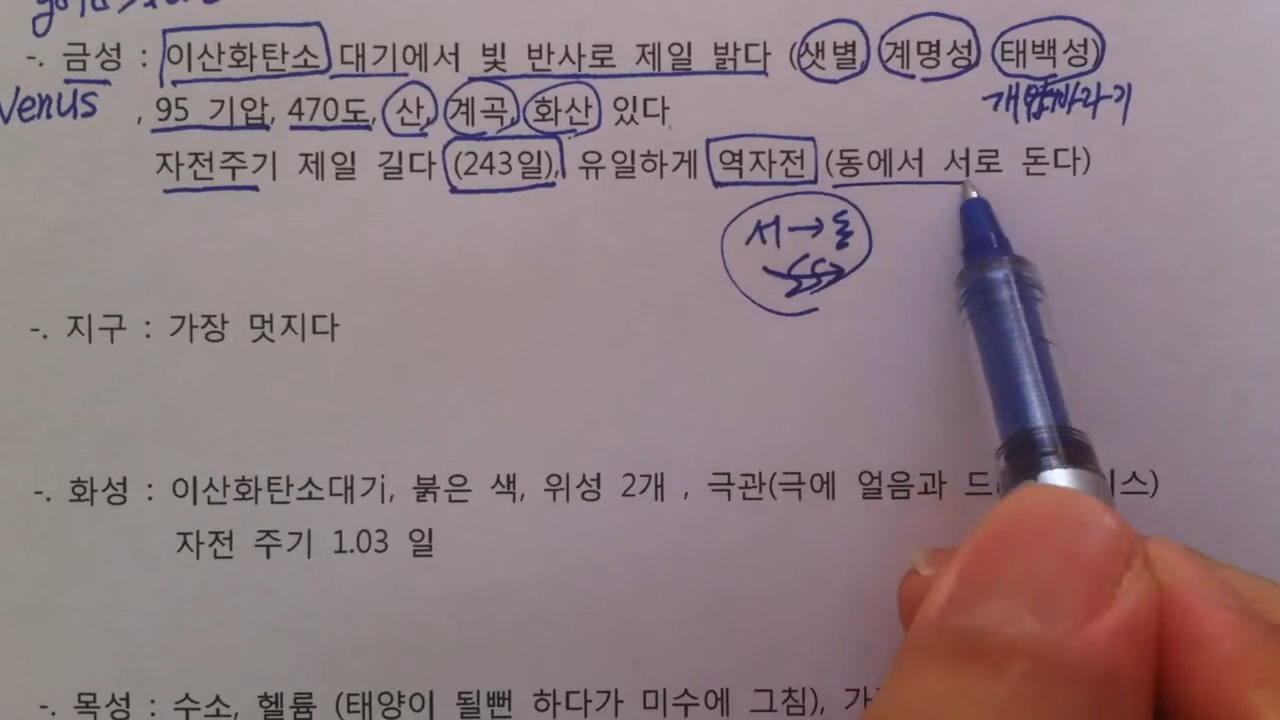 -. 금성 : 이산화탄소 대기에서 빛 반사로 제일 밝다 (샛별, 계명성, 태백성)
Venus , 95 기압, 470도, 산, 계곡, 화산 있다 개밥바라기
자전주기 제일 길다 (243일), 유일하게 역자전 (동에서 서로 돈다)
서→동
-. 지구 : 가장 멋지다
-. 화성 : 이산화탄소대기, 붉은 색, 위성 2개 , 극관(극에 얼음과
자전 주기 1.03 일
-. 목성 : 수소, 헬륨 (태양이 될뻔 하다가 미수에 그침),